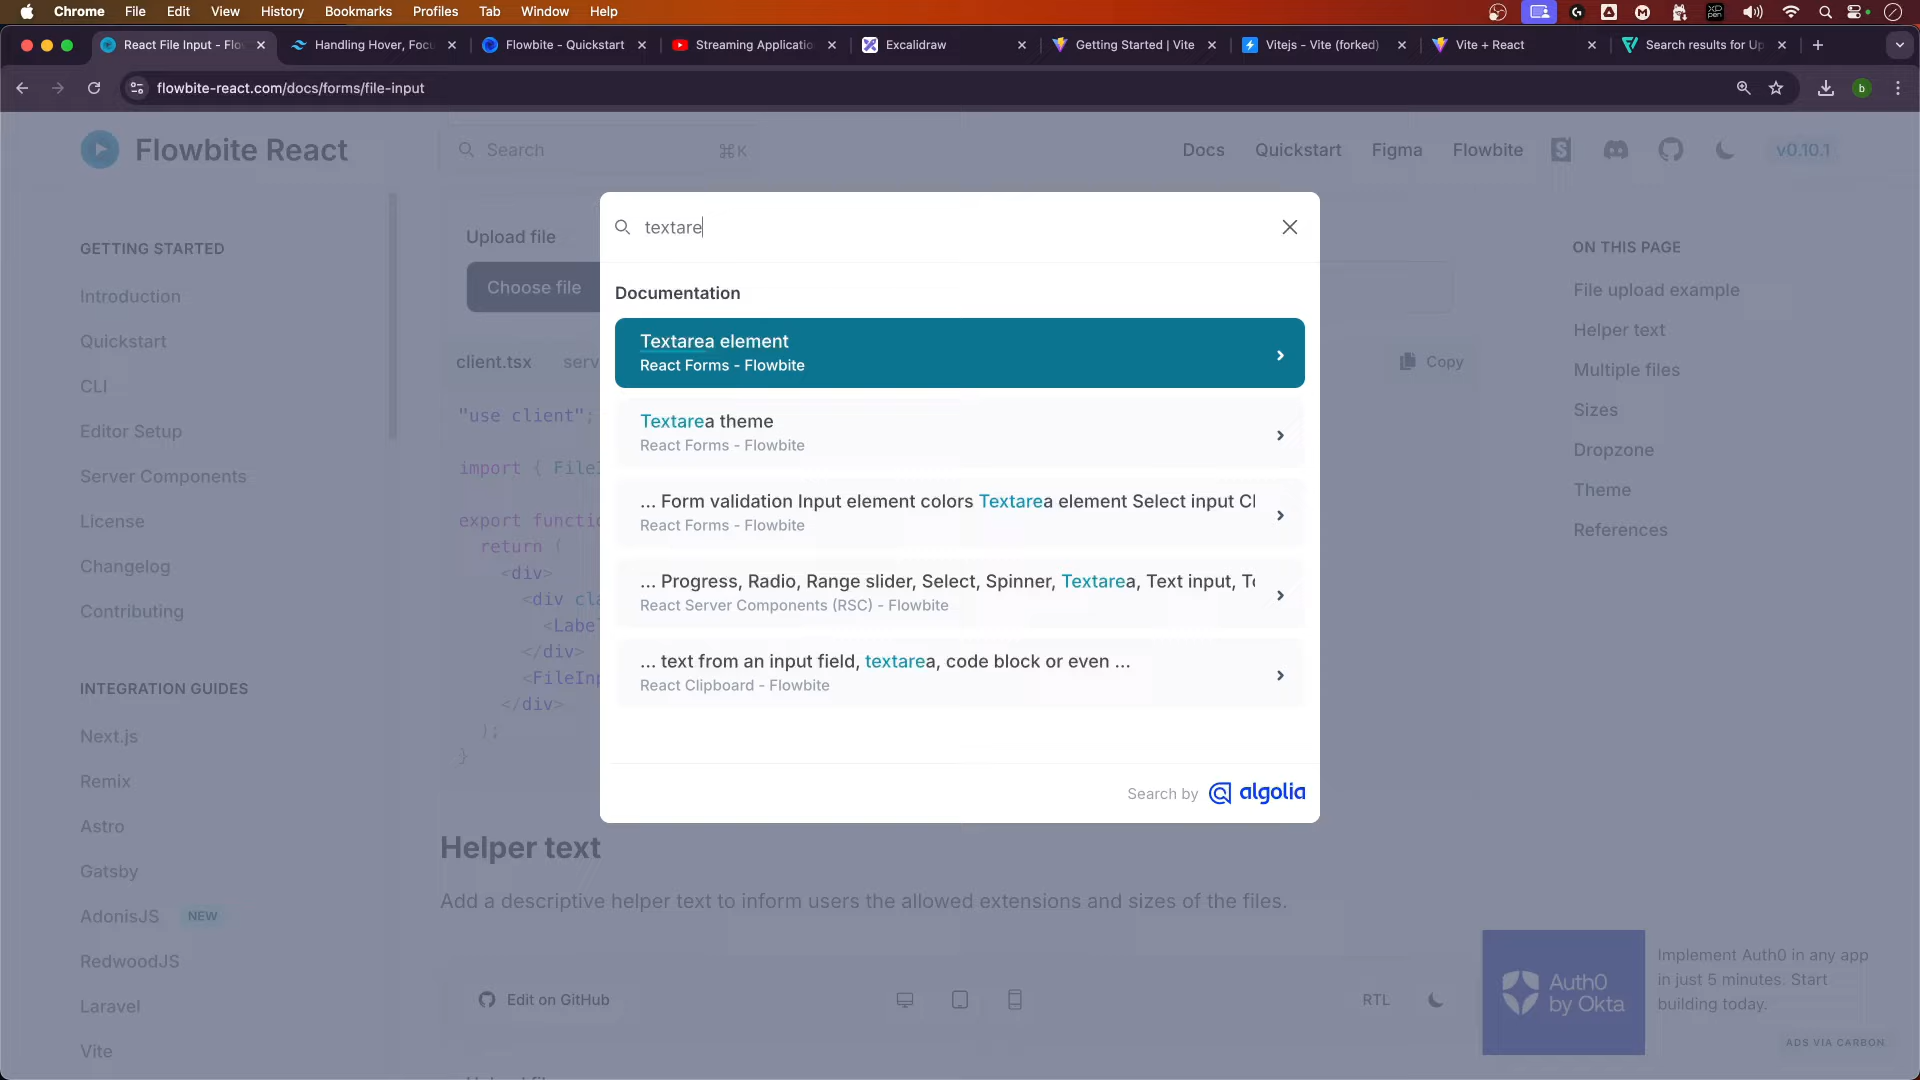 Chrome File Edit View History Bookmarks Profiles Tab Window Help
React File Input - Flo
Handling Hover, Focu
Flowbite - Quickstart
Streaming Applicatio
Excalidraw
Getting Started | Vite
Vitejs - Vite (forked)
Vite + React
Search results for Up
flowbite-react.com/docs/forms/file-input
b
Flowbite React
Search ⌘K
Docs Quickstart Figma Flowbite v0.10.1
textare
Documentation
Textarea element
React Forms - Flowbite
Textarea theme
React Forms - Flowbite
... Form validation Input element colors Textarea element Select input
React Forms - Flowbite
... Progress, Radio, Range slider, Select, Spinner, Textarea, Text input,
React Server Components (RSC) - Flowbite
... text from an input field, textarea, code block or even ...
React Clipboard - Flowbite
Search by algolia
GETTING STARTED
Introduction
Quickstart
CLI
Editor Setup
Server Components
License
Changelog
Contributing
INTEGRATION GUIDES
Next.js
Remix
Astro
Gatsby
AdonisJS NEW
RedwoodJS
Laravel
Vite
Upload file
Choose file
client.tsx serv
Copy
"use client";
import { FileI
export functio
return (
<div>
<div cla
<Labe
</div>
<FileInp
</div>
);
}
Helper text
Add a descriptive helper text to inform users the allowed extensions and sizes of the files.
Edit on GitHub
RTL
ON THIS PAGE
File upload example
Helper text
Multiple files
Sizes
Dropzone
Theme
References
Auth0
by Okta
Implement Auth0 in any app
in just 5 minutes. Start
building today.
ADS VIA CARBON